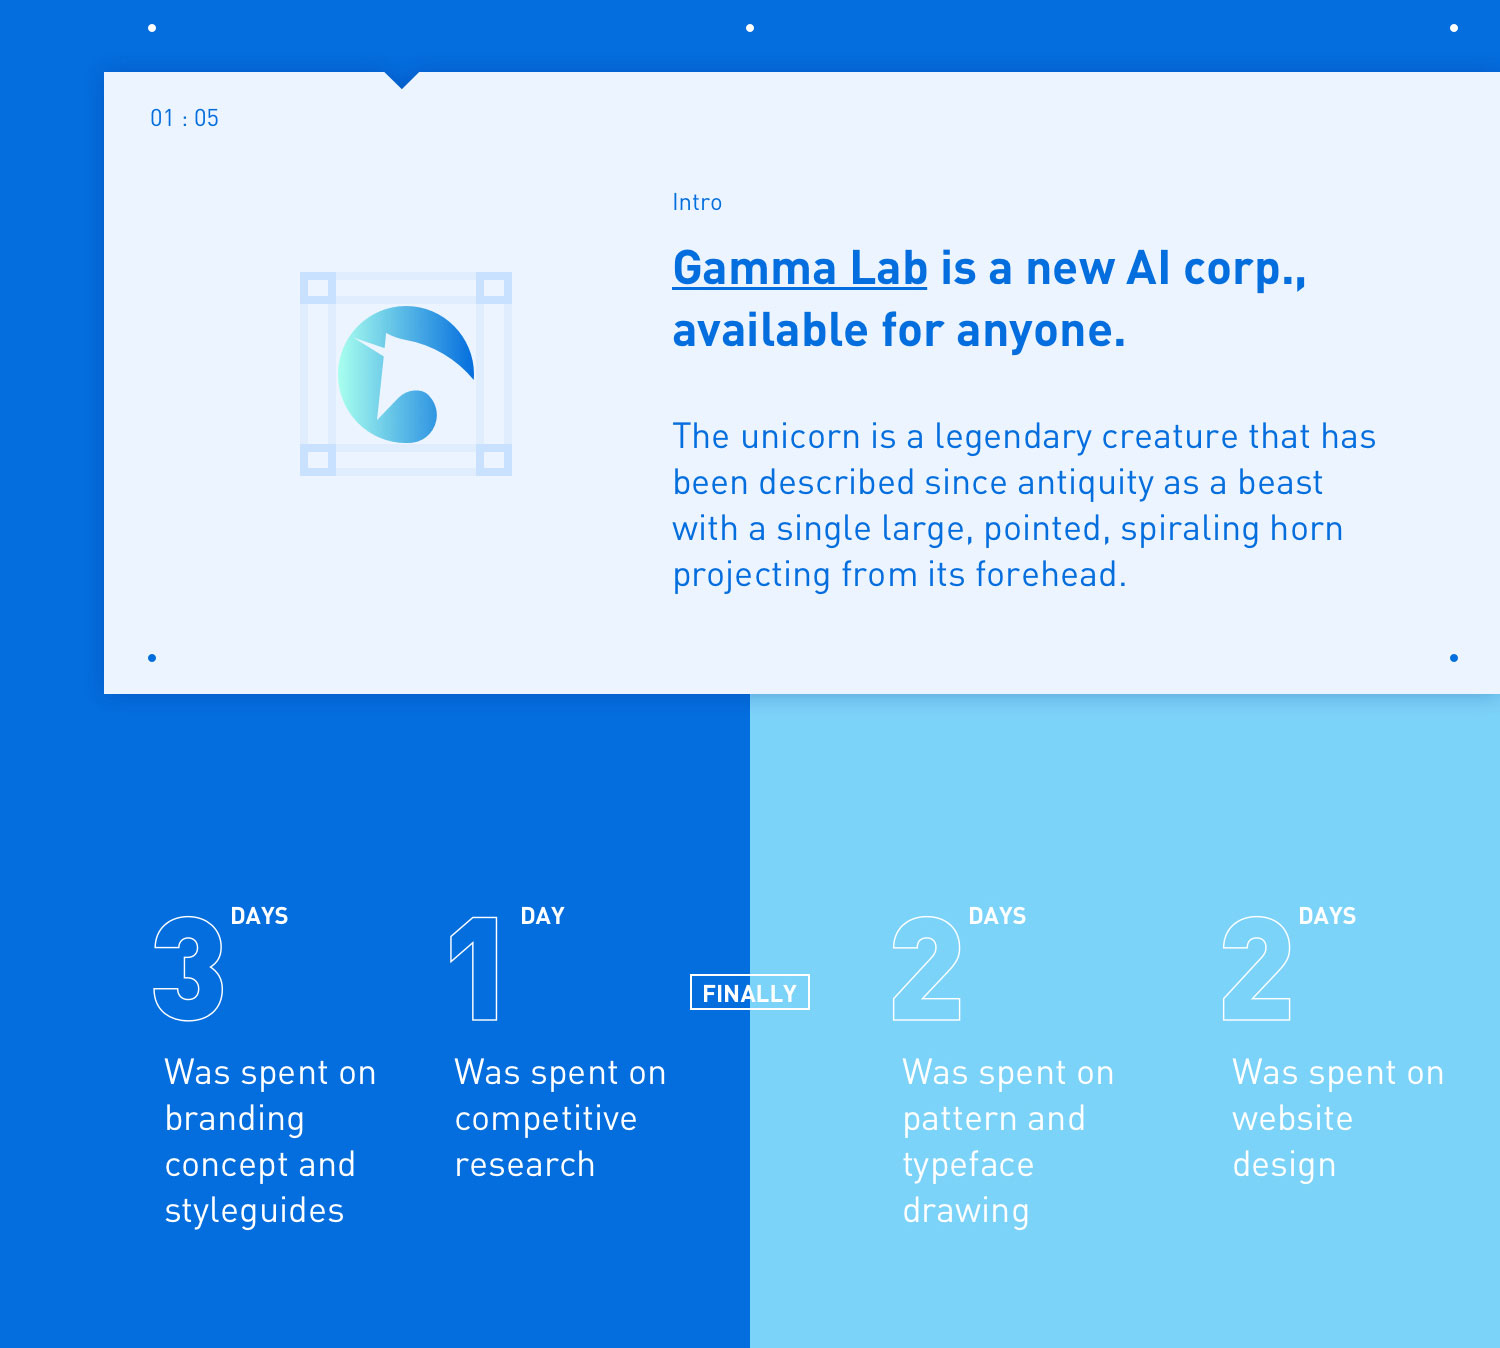 01 : 05
Intro
Gamma Lab is a new AI corp.,
available for anyone.
The unicorn is a legendary creature that has
been described since antiquity as a beast
with a single large, pointed, spiraling horn
projecting from its forehead.
3 DAYS
Was spent on
branding
concept and
styleguides
1 DAY
Was spent on
competitive
research
FINALLY
2 DAYS
Was spent on
pattern and
typeface
drawing
2 DAYS
Was spent on
website
design